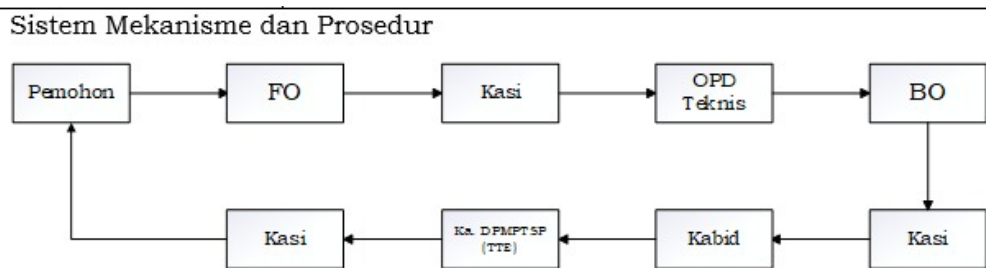 Sistem Mekanisme dan Prosedur
Pemohon
FO
Kasi
OPD
Teknis
BO
Kasi
Ka. DPMPTSP
(TTE)
Kabid
Kasi